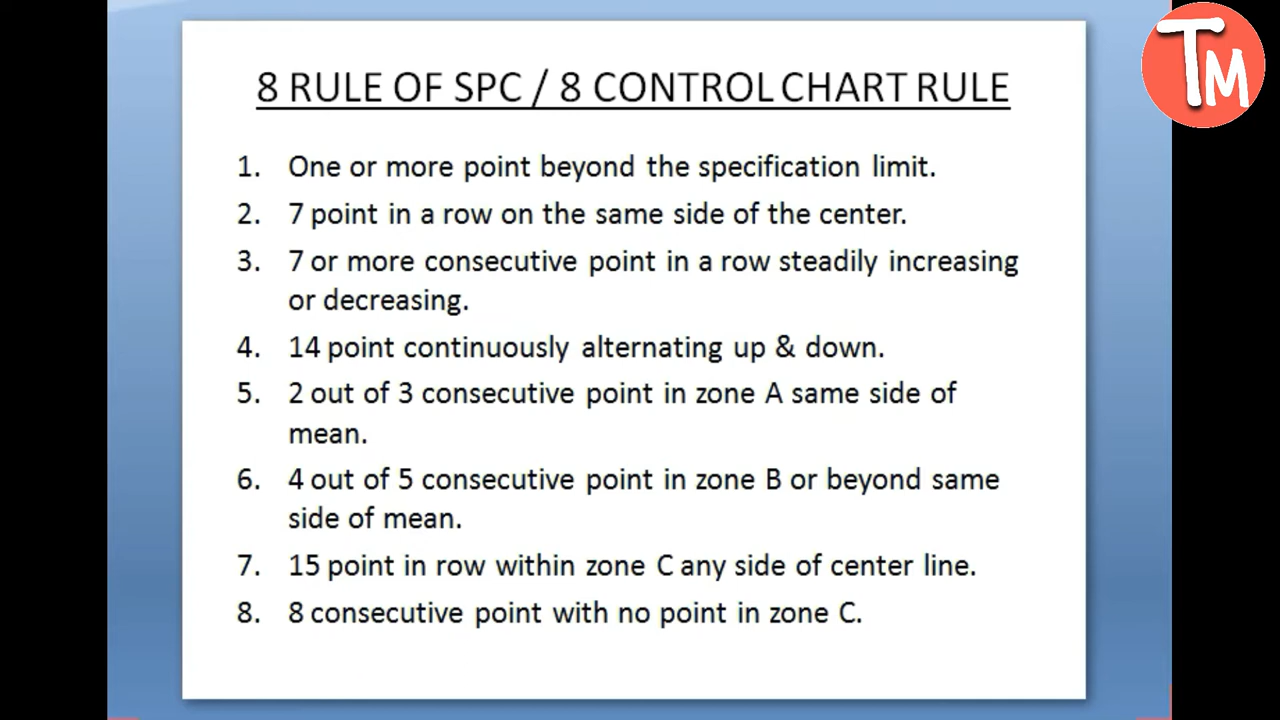 TM
8 RULE OF SPC / 8 CONTROL CHART RULE
1. One or more point beyond the specification limit.
2. 7 point in a row on the same side of the center.
3. 7 or more consecutive point in a row steadily increasing
or decreasing.
4. 14 point continuously alternating up & down.
5. 2 out of 3 consecutive point in zone A same side of
mean.
6. 4 out of 5 consecutive point in zone B or beyond same
side of mean.
7. 15 point in row within zone C any side of center line.
8. 8 consecutive point with no point in zone C.